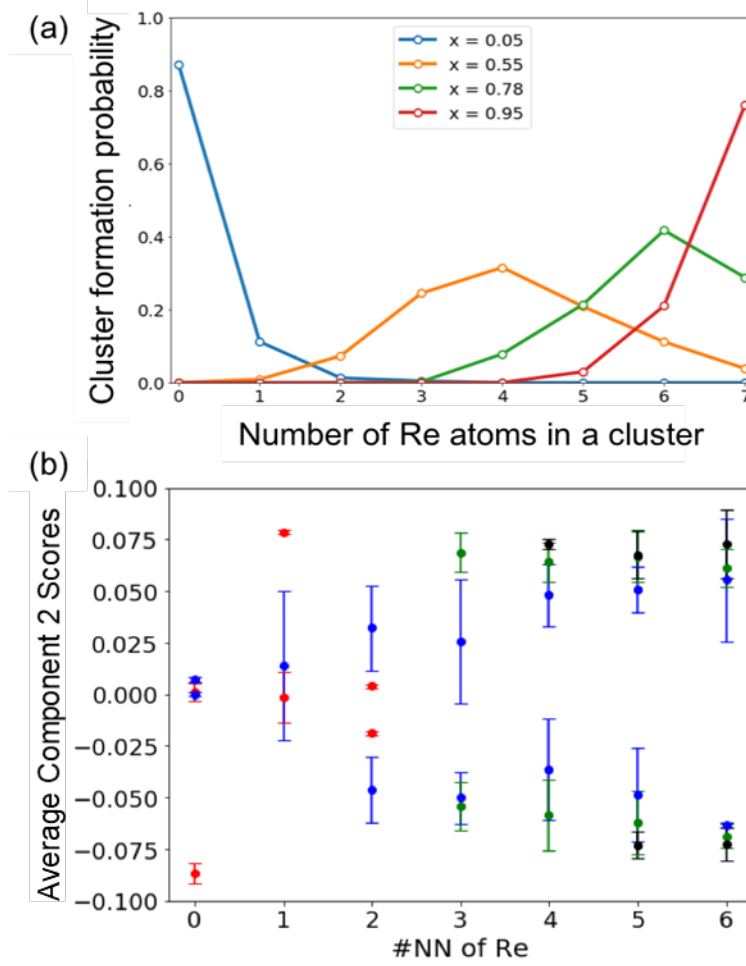 (a)
Cluster formation probability
1.0
0.8
0.6
0.4
0.2
0.0
x = 0.05
x = 0.55
x = 0.78
x = 0.95
0 1 2 3 4 5 6 7
Number of Re atoms in a cluster
(b)
Average Component 2 Scores
0.100
0.075
0.050
0.025
0.000
−0.025
−0.050
−0.075
−0.100
0 1 2 3 4 5 6
#NN of Re